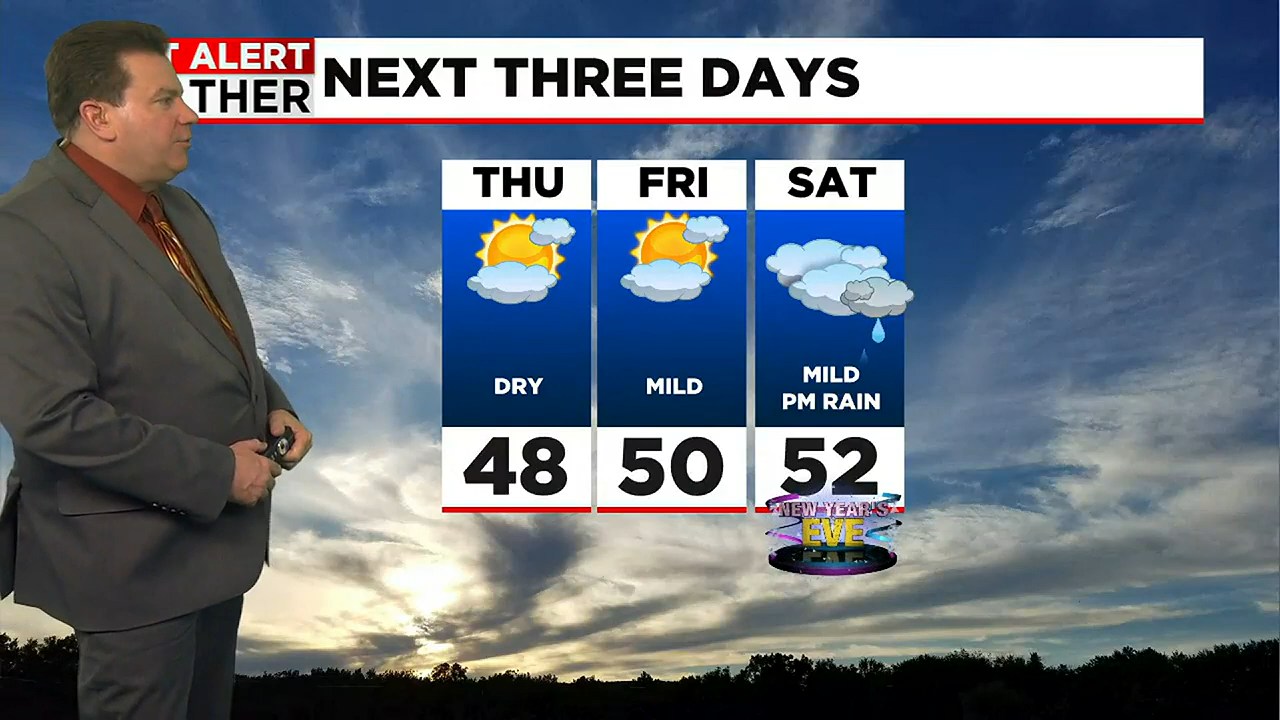 T ALERT
THER
NEXT THREE DAYS
THU
FRI
SAT
DRY
MILD
MILD
PM RAIN
48
50
52
NEW YEAR'S
EVE